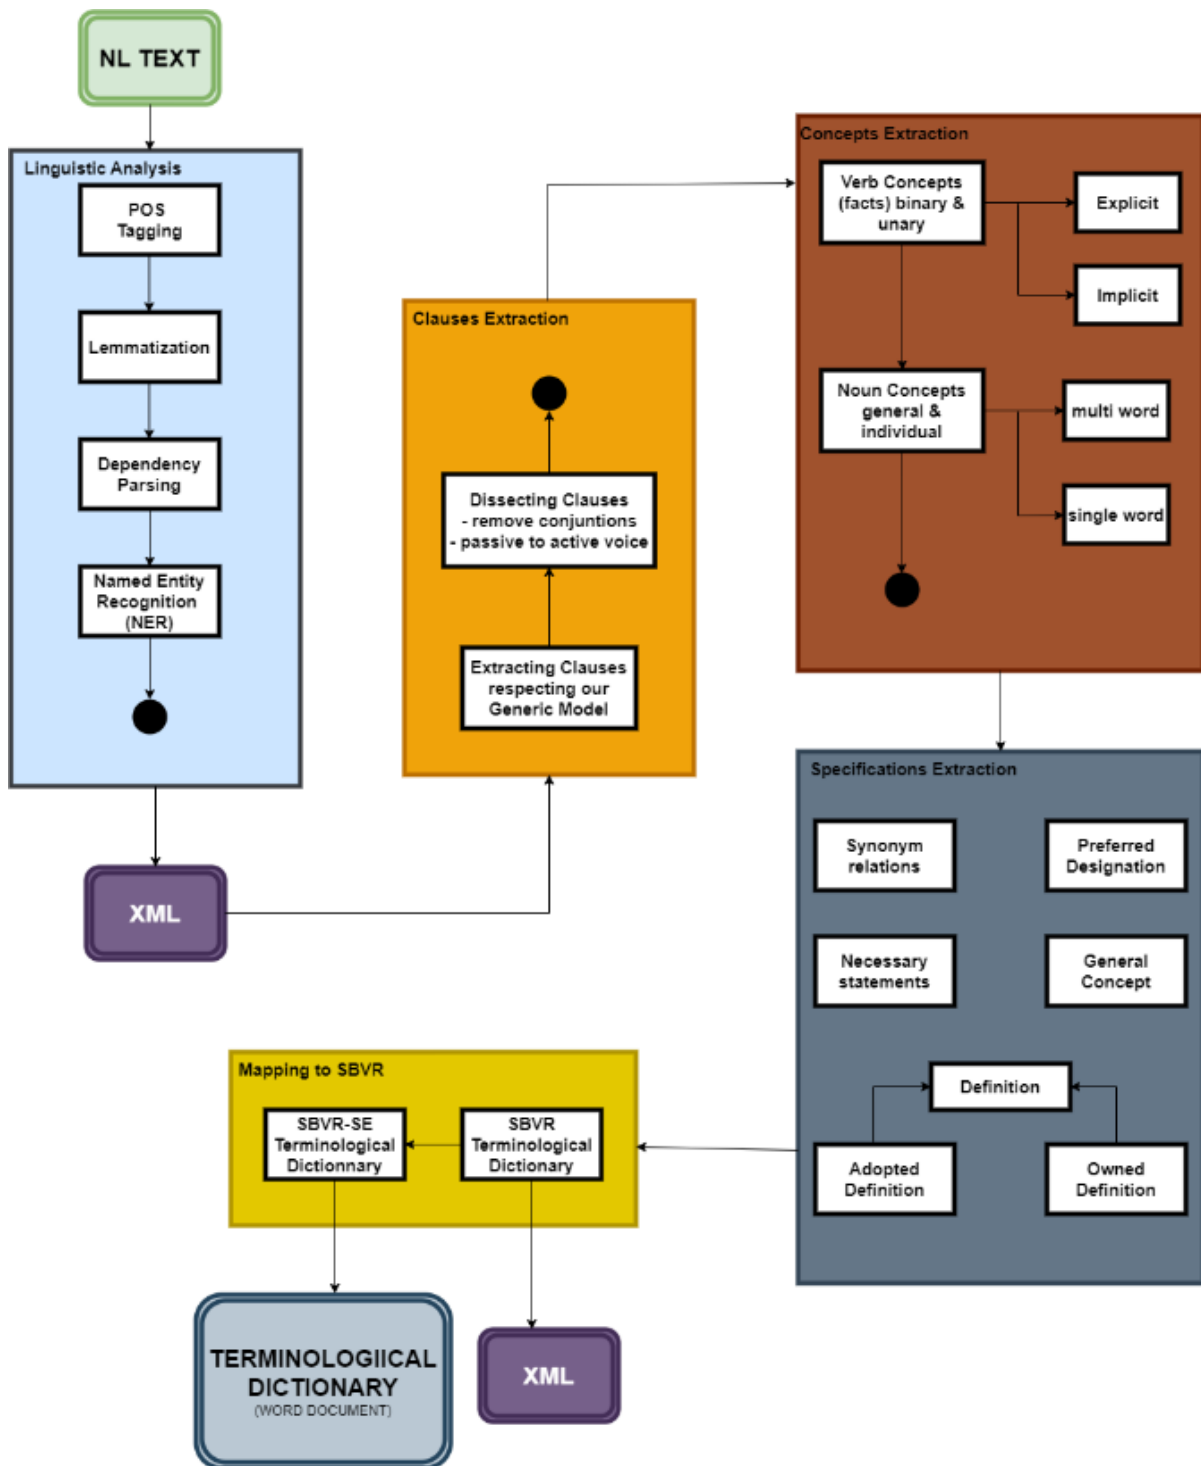 NL TEXT
Linguistic Analysis
POS
Tagging
Lemmatization
Dependency
Parsing
Named Entity
Recognition
(NER)
XML
Clauses Extraction
Dissecting Clauses
- remove conjuntions
- passive to active voice
Extracting Clauses
respecting our
Generic Model
Concepts Extraction
Verb Concepts
(facts) binary &
unary
Explicit
Implicit
Noun Concepts
general &
individual
multi word
single word
Specifications Extraction
Synonym
relations
Preferred
Designation
Necessary
statements
General
Concept
Definition
Adopted
Definition
Owned
Definition
Mapping to SBVR
SBVR-SE
Terminological
Dictionnary
SBVR
Terminological
Dictionary
TERMINOLOGIICAL
DICTIONARY
(WORD DOCUMENT)
XML